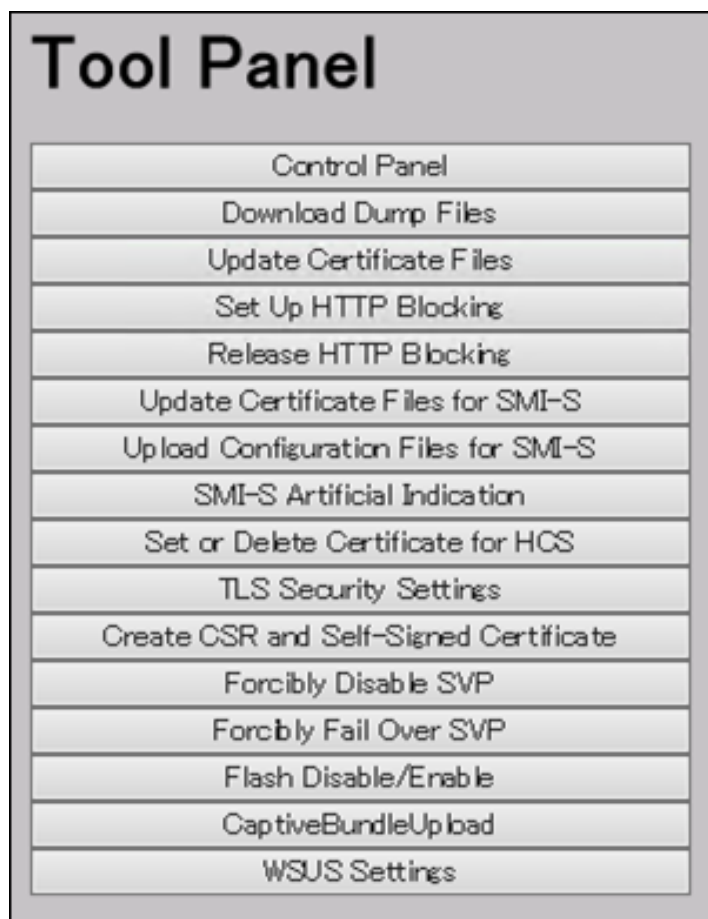 Tool Panel
Control Panel
Download Dump Files
Update Certificate Files
Set Up HTTP Blocking
Release HTTP Blocking
Update Certificate Files for SMI-S
Upload Configuration Files for SMI-S
SMI-S Artificial Indication
Set or Delete Certificate for HCS
TLS Security Settings
Create CSR and Self-Signed Certificate
Forcibly Disable SVP
Forcibly Fail Over SVP
Flash Disable/Enable
CaptiveBundleUpload
WSUS Settings